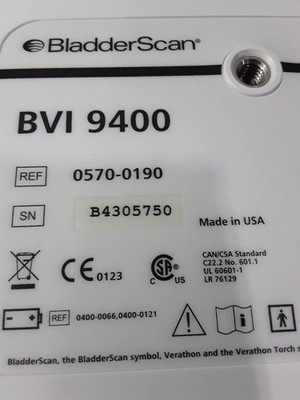 BladderScan®
BVI 9400
REF 0570-0190
SN B4305750
Made in USA
CE 0123
C SA US
CAN/CSA Standard
C22.2 No. 601.1
UL 60601-1
LR 76129
REF 0400-0066,0400-0121
BladderScan, the BladderScan symbol, Verathon and the Verathon Torch s